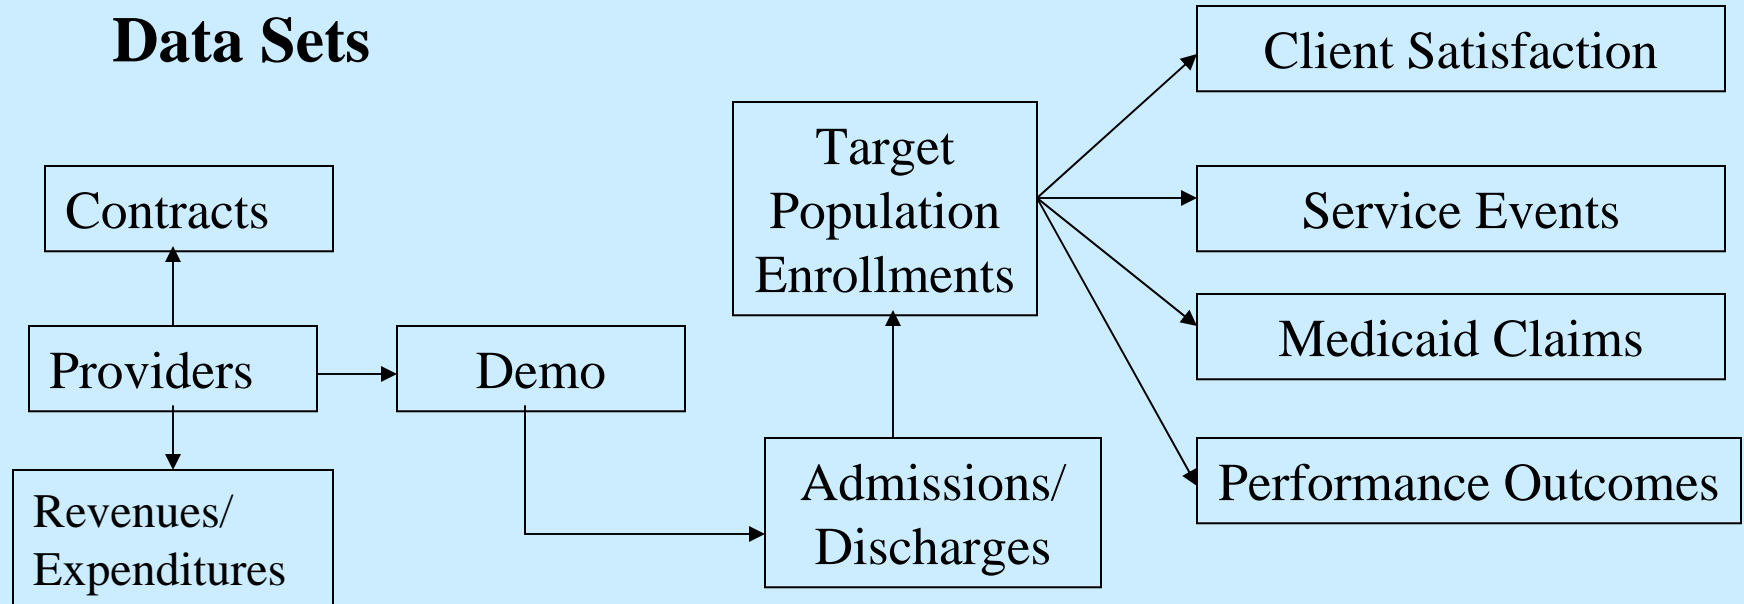 Data Sets
Contracts
Providers
Revenues/
Expenditures
Demo
Target
Population
Enrollments
Admissions/
Discharges
Client Satisfaction
Service Events
Medicaid Claims
Performance Outcomes